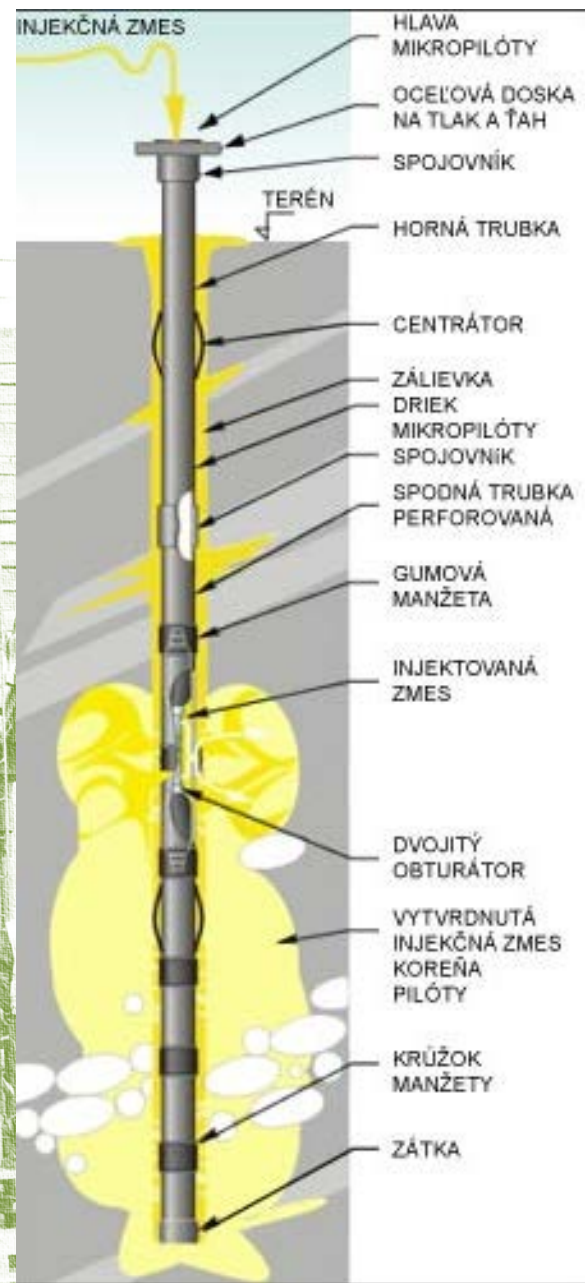 INJEKČNÁ ZMES
HLAVA
MIKROPILÓTY
OCEĽOVÁ DOSKA
NA TLAK A ŤAH
SPOJOVNÍK
TERÉN
HORNÁ TRUBKA
CENTRÁTOR
ZÁLIEVKA
DRIEK
MIKROPILÓTY
SPOJOVNíK
SPODNÁ TRUBKA
PERFOROVANÁ
GUMOVÁ
MANŽETA
INJEKTOVANÁ
ZMES
DVOJITÝ
OBTURÁTOR
VYTVRDNUTÁ
INJEKČNÁ ZMES
KOREŇA
PILÓTY
KRÚŽOK
MANŽETY
ZÁTKA